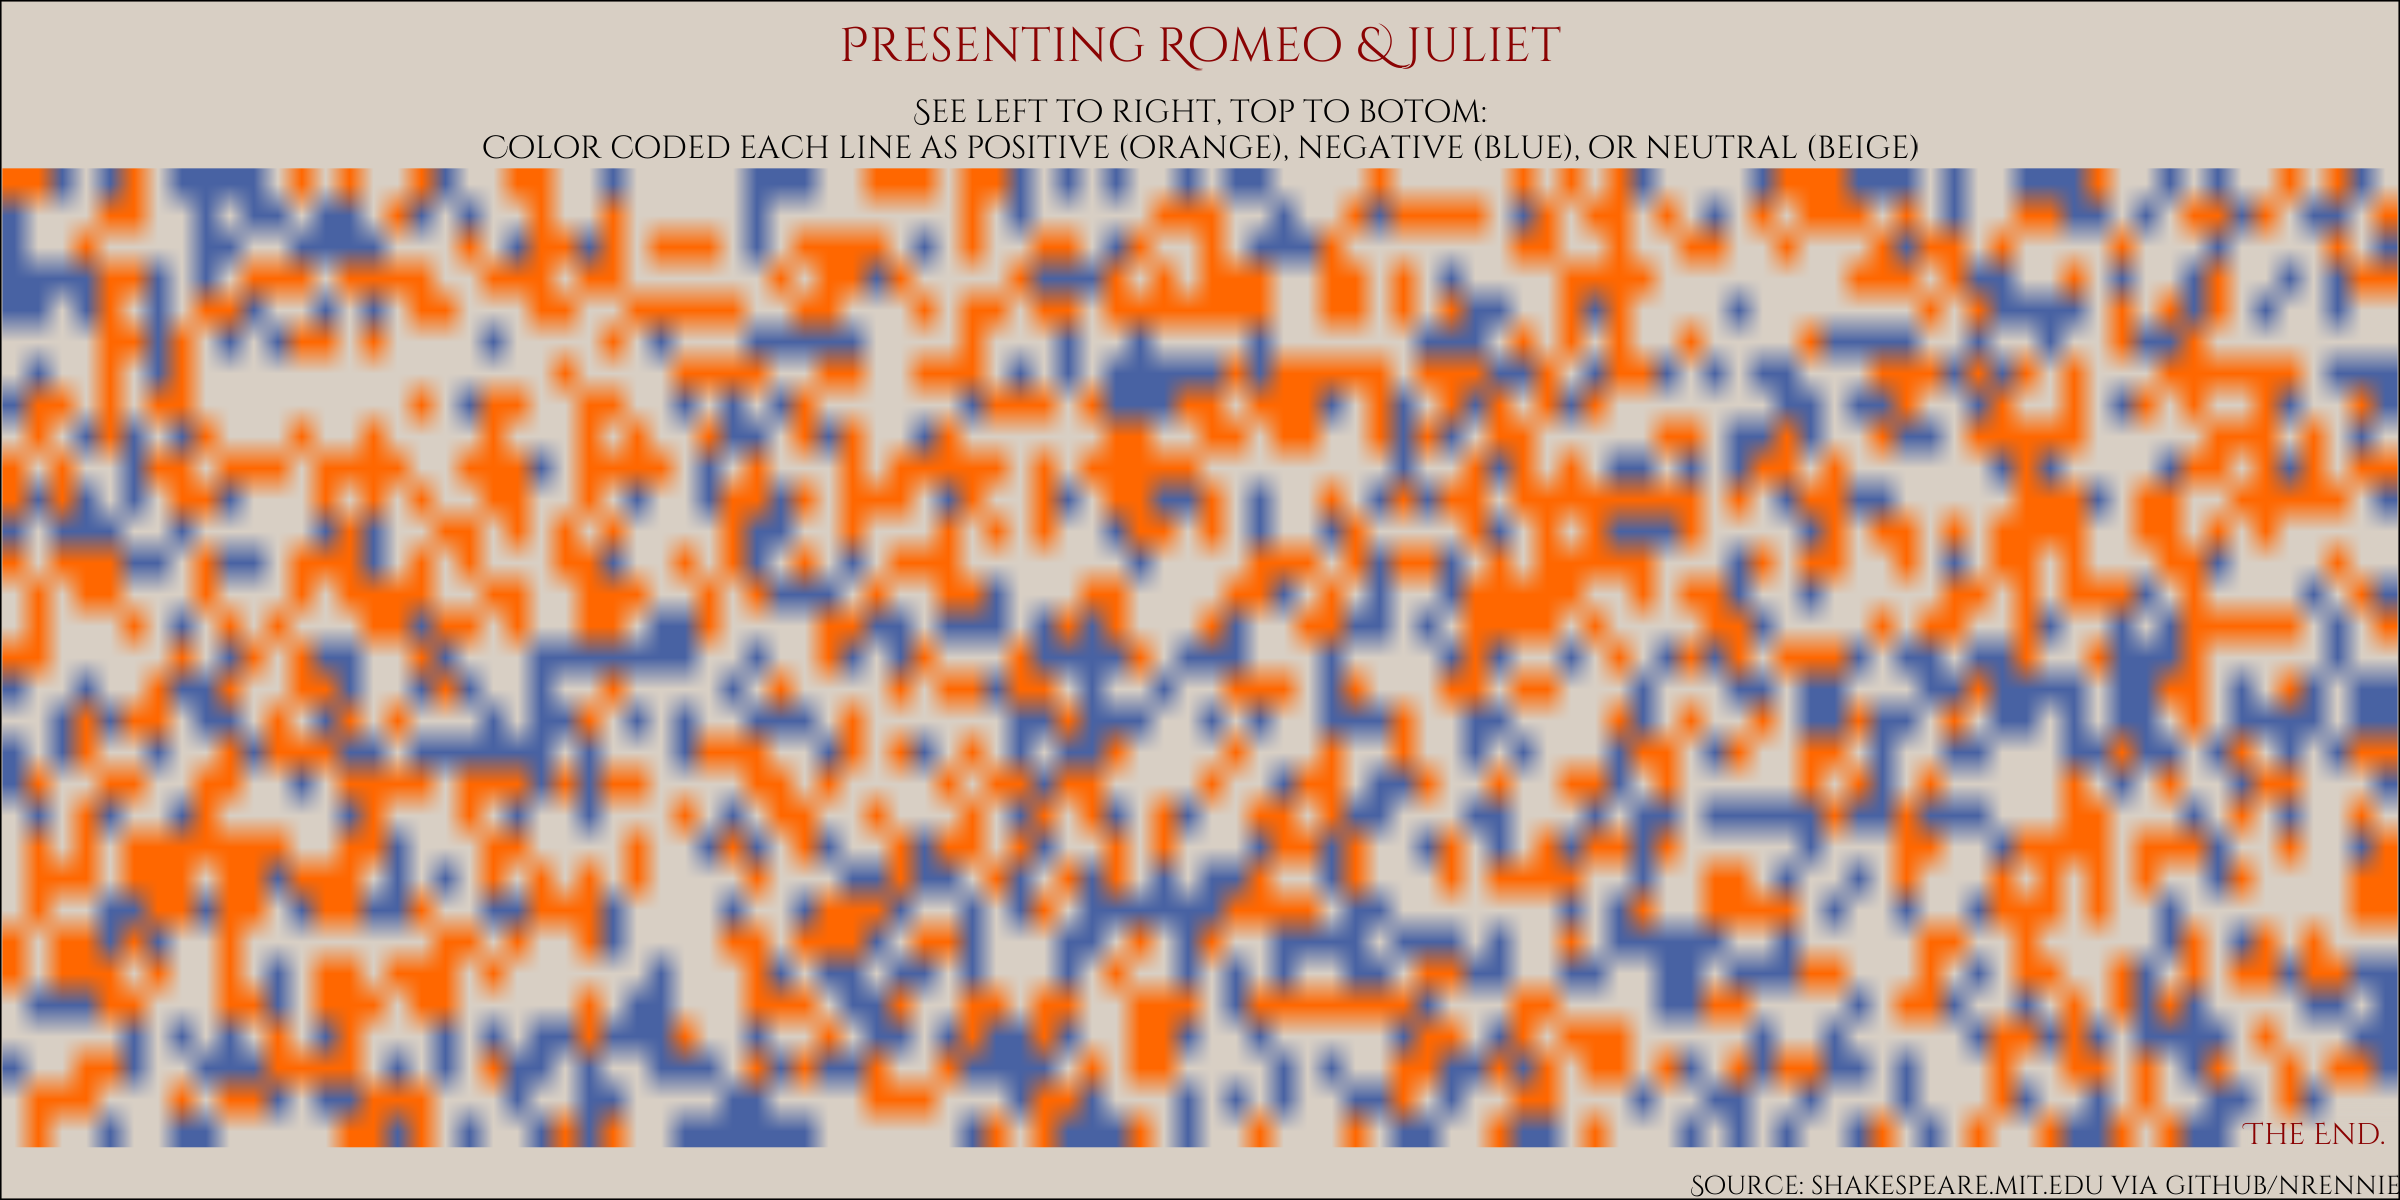 PRESENTING ROMEO & JULIET
SEE LEFT TO RIGHT, TOP TO BOTOM:
COLOR CODED EACH LINE AS POSITIVE (ORANGE), NEGATIVE (BLUE), OR NEUTRAL (BEIGE)
THE END.
SOURCE: SHAKESPEARE.MIT.EDU VIA GITHUB/NRENNIE